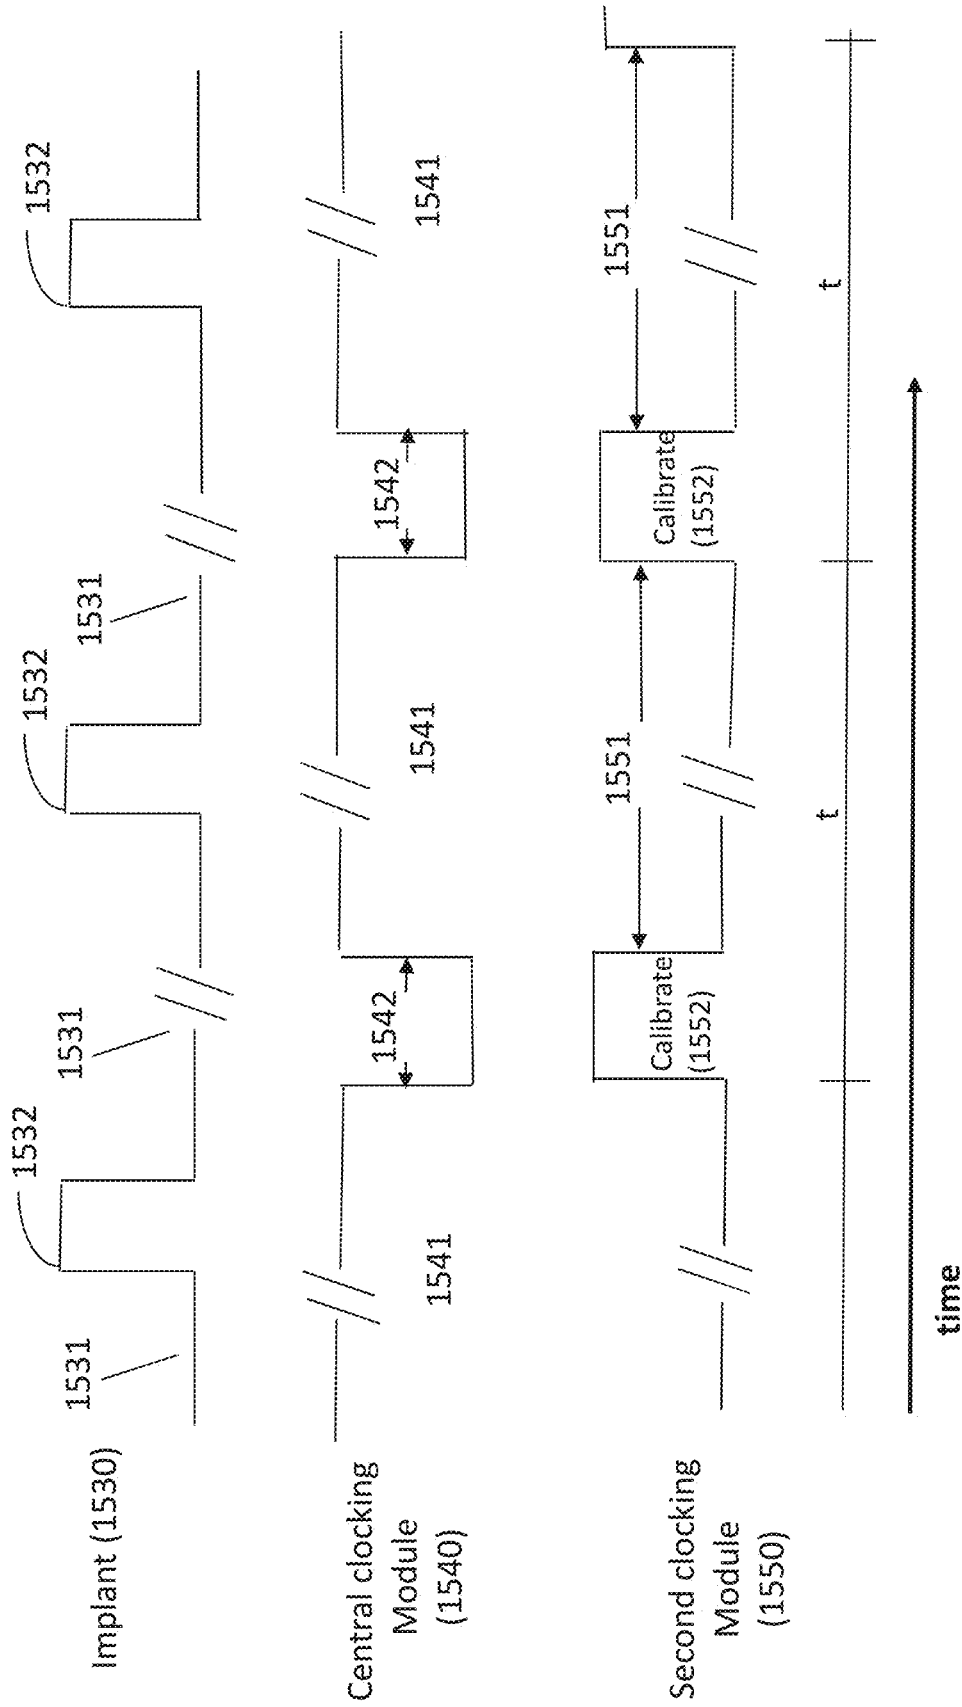 Implant (1530)
1531
1532
1531
1532
1531
1532
Central clocking
Module
(1540)
1541
1542
1541
1542
1541
Second clocking
Module
(1550)
Calibrate
(1552)
1551
Calibrate
(1552)
1551
t
t
time